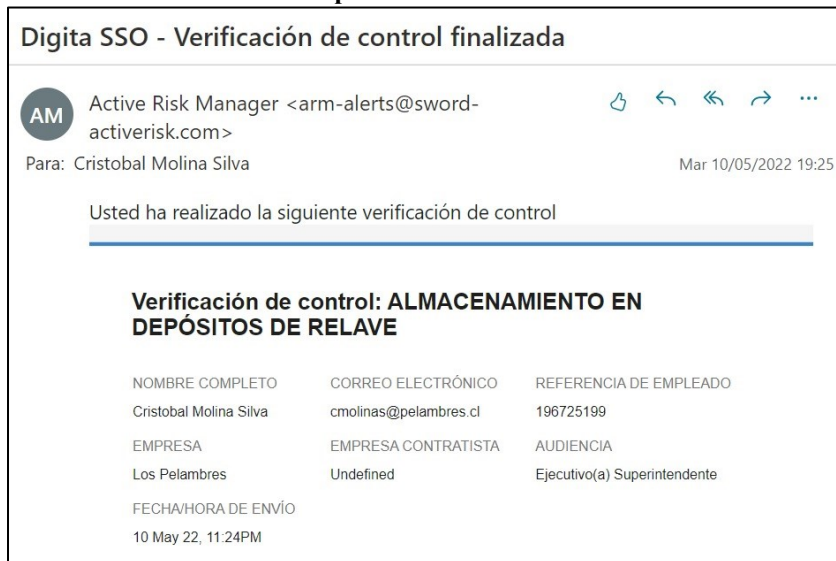 Digita SSO - Verificación de control finalizada
AM
Active Risk Manager <arm-alerts@sword-
activerisk.com>
Para: Cristobal Molina Silva
Mar 10/05/2022 19:25
Usted ha realizado la siguiente verificación de control
Verificación de control: ALMACENAMIENTO EN
DEPÓSITOS DE RELAVE
NOMBRE COMPLETO CORREO ELECTRÓNICO REFERENCIA DE EMPLEADO
Cristobal Molina Silva cmolinas@pelambres.cl 196725199
EMPRESA EMPRESA CONTRATISTA AUDIENCIA
Los Pelambres Undefined Ejecutivo(a) Superintendente
FECHA/HORA DE ENVÍO
10 May 22, 11:24PM